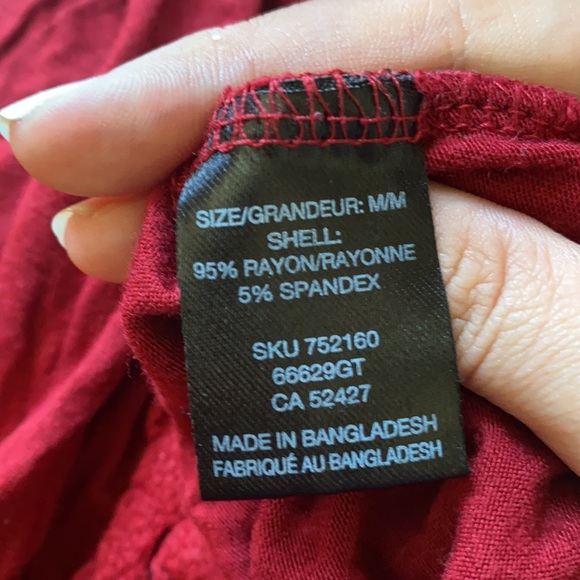 SIZE/GRANDEUR: M/M
SHELL:
95% RAYON/RAYONNE
5% SPANDEX
SKU 752160
66629GT
CA 52427
MADE IN BANGLADESH
FABRIQUÉ AU BANGLADESH